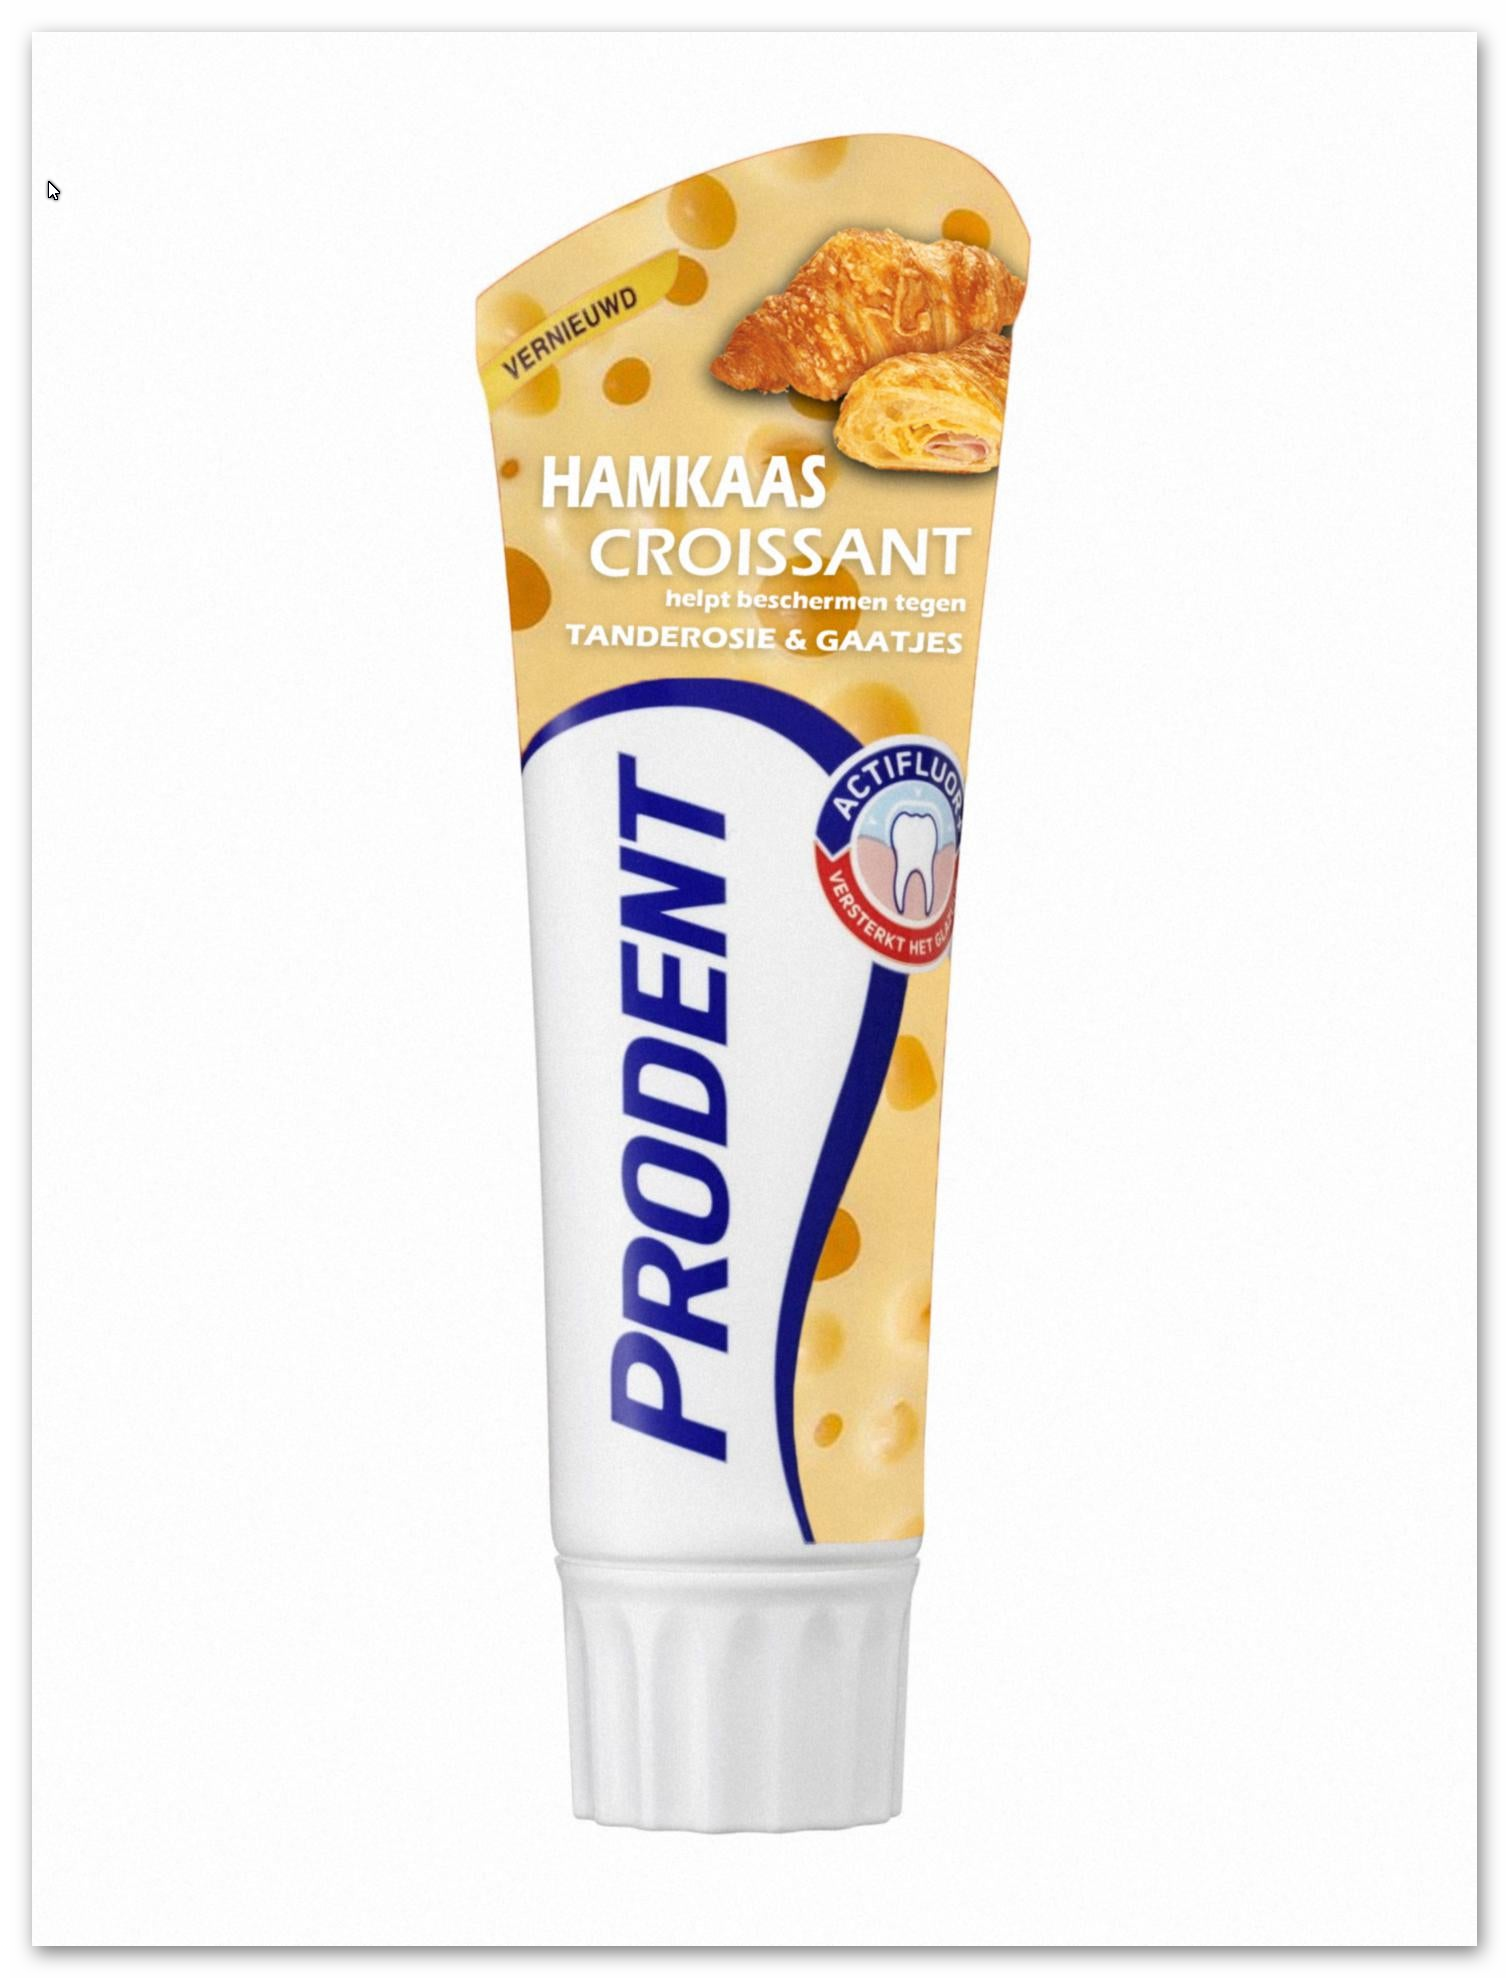 VERNIEUWD
HAMKAAS
CROISSANT
helpt beschermen tegen
TANDEROSIE & GAATJES
ACTIFLUOR+
VERSTERKT HET
PRODENT